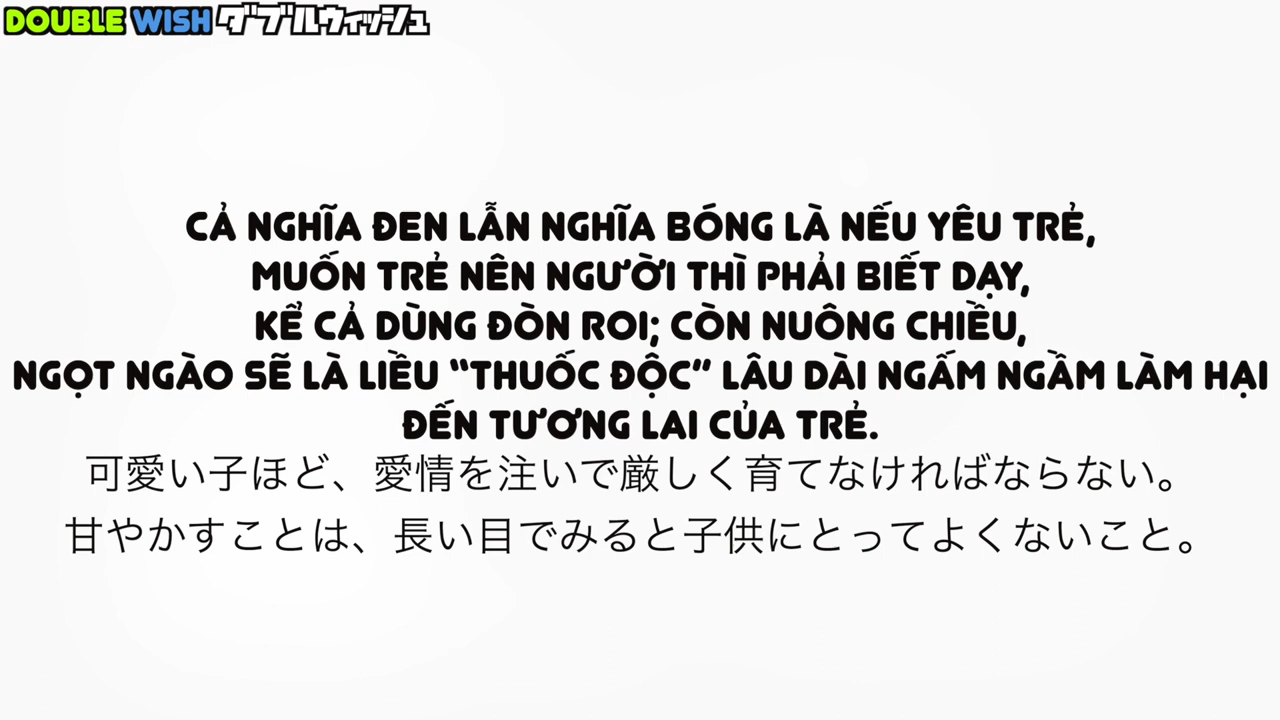 DOUBLE WISH ダブルウィッシュ
CẢ NGHĨA ĐEN LẪN NGHĨA BÓNG LÀ NẾU YÊU TRẺ,
MUỐN TRẺ NÊN NGƯỜI THÌ PHẢI BIẾT DẠY,
KỂ CẢ DÙNG ĐÒN ROI; CÒN NUÔNG CHIỀU,
NGỌT NGÀO SẼ LÀ LIỀU “THUỐC ĐỘC” LÂU DÀI NGẤM NGẦM LÀM HẠI
ĐẾN TƯƠNG LAI CỦA TRẺ.
可愛い子ほど、愛情を注いで厳しく育てなければならない。
甘やかすことは、長い目でみると子供にとってよくないこと。